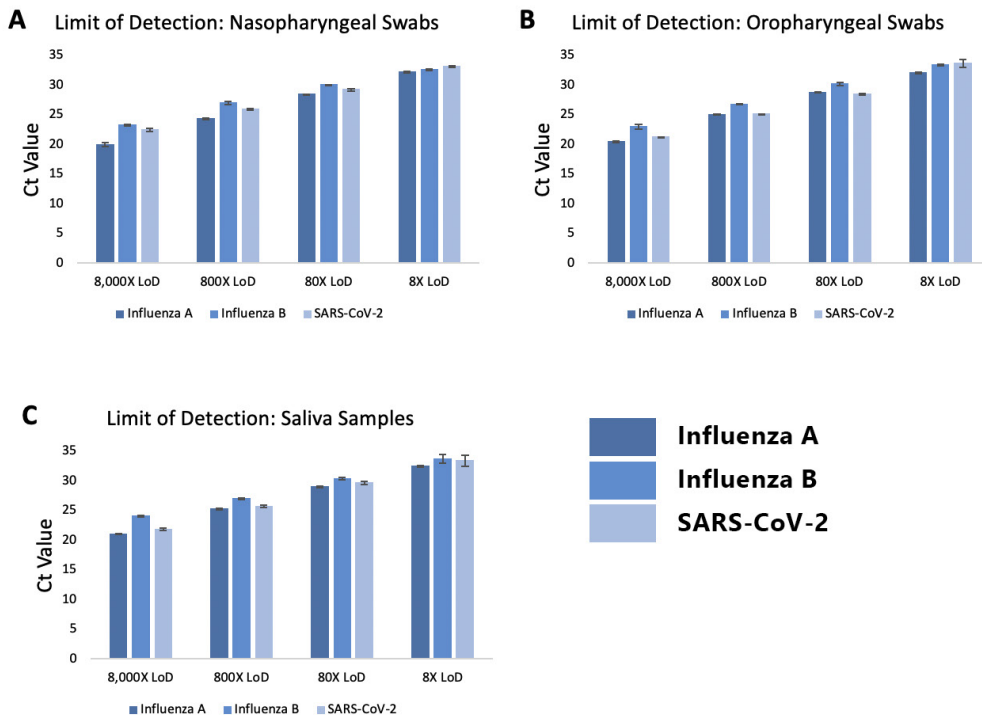 A
Limit of Detection: Nasopharyngeal Swabs
35
30
25
20
15
10
5
0
Ct Value
8,000X LoD 800X LoD 80X LoD 8X LoD
Influenza A Influenza B SARS-CoV-2
B
Limit of Detection: Oropharyngeal Swabs
35
30
25
20
15
10
5
0
Ct Value
8,000X LoD 800X LoD 80X LoD 8X LoD
Influenza A Influenza B SARS-CoV-2
C
Limit of Detection: Saliva Samples
35
30
25
20
15
10
5
0
Ct Value
8,000X LoD 800X LoD 80X LoD 8X LoD
Influenza A Influenza B SARS-CoV-2
Influenza A
Influenza B
SARS-CoV-2